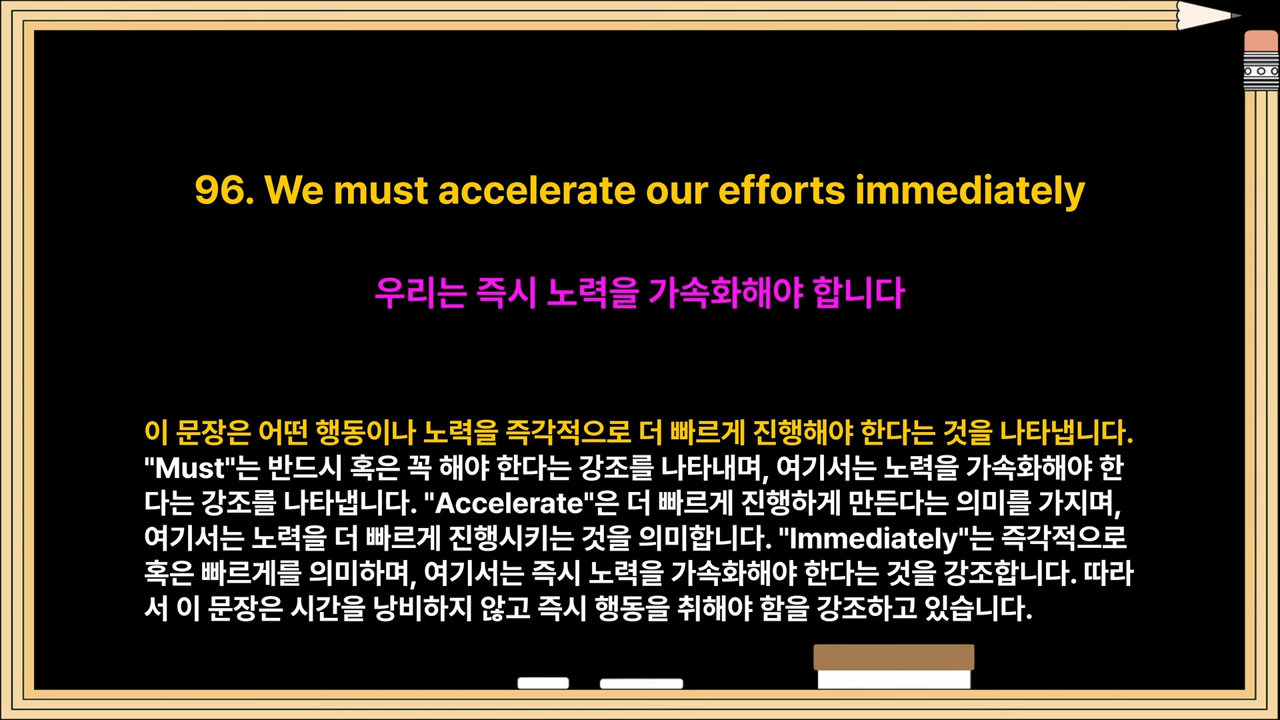 96. We must accelerate our efforts immediately
우리는 즉시 노력을 가속화해야 합니다
이 문장은 어떤 행동이나 노력을 즉각적으로 더 빠르게 진행해야 한다는 것을 나타냅니다.
"Must"는 반드시 혹은 꼭 해야 한다는 강조를 나타내며, 여기서는 노력을 가속화해야 한
다는 강조를 나타냅니다. "Accelerate"은 더 빠르게 진행하게 만든다는 의미를 가지며,
여기서는 노력을 더 빠르게 진행시키는 것을 의미합니다. "Immediately"는 즉각적으로
혹은 빠르게를 의미하며, 여기서는 즉시 노력을 가속화해야 한다는 것을 강조합니다. 따라
서 이 문장은 시간을 낭비하지 않고 즉시 행동을 취해야 함을 강조하고 있습니다.